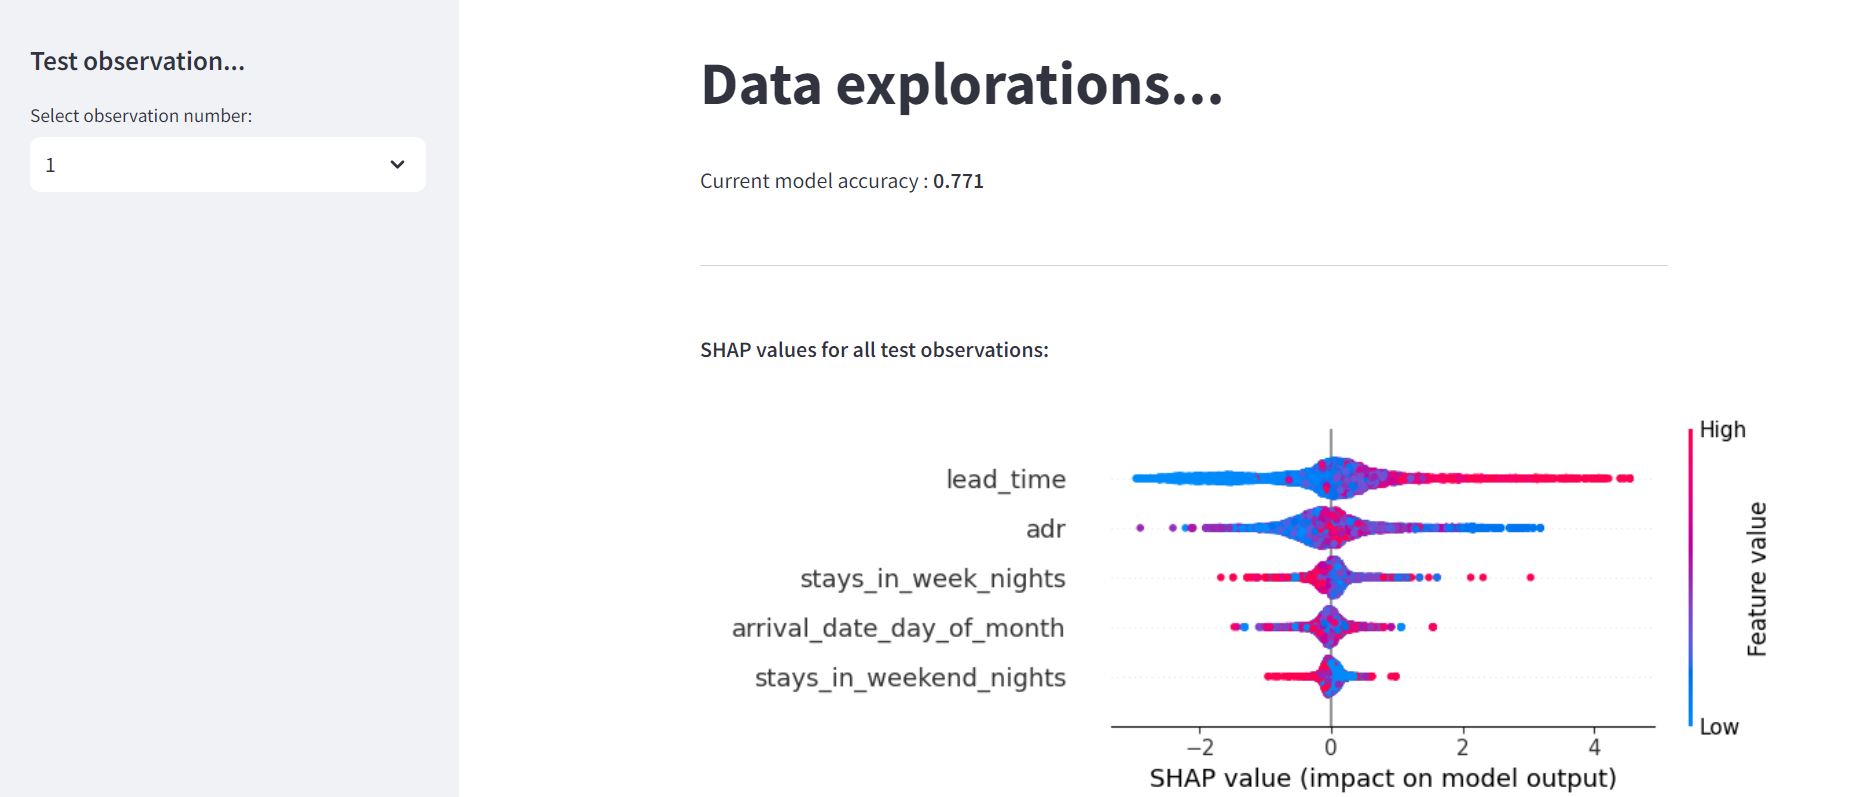 Test observation...
Select observation number:
1
Data explorations...
Current model accuracy : 0.771
SHAP values for all test observations:
High
lead_time
adr
stays_in_week_nights
arrival_date_day_of_month
stays_in_weekend_nights
Feature value
Low
−2 0 2 4
SHAP value (impact on model output)